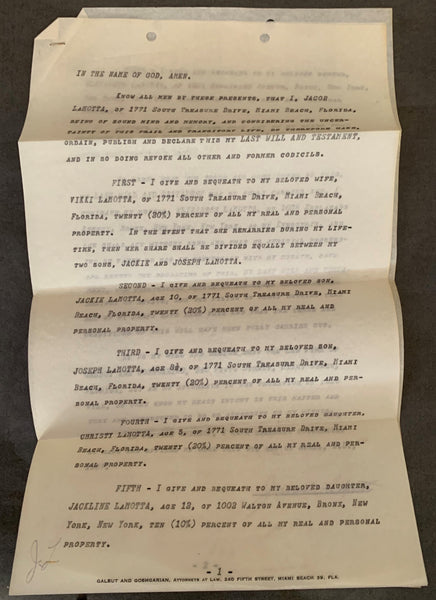 IN THE NAME OF GOD, AMEN.
KNOW ALL MEN BY THESE PRESENTS, THAT I, JACOB
LAMOTTA, OF 1771 SOUTH TREASURE DRIVE, MIAMI BEACH, FLORIDA,
BEING OF SOUND MIND AND MEMORY, AND CONSIDERING THE UNCER-
TAINTY OF THIS FRAIL AND TRANSITORY LIFE, DO THEREFORE MAKE,
ORDAIN, PUBLISH AND DECLARE THIS MY LAST WILL AND TESTAMENT,
AND IN SO DOING REVOKE ALL OTHER AND FORMER CODICILS.
FIRST - I GIVE AND BEQUEATH TO MY BELOVED WIFE,
VIKKI LAMOTTA, OF 1771 SOUTH TREASURE DRIVE, MIAMI BEACH,
FLORIDA, TWENTY (20%) PERCENT OF ALL MY REAL AND PERSONAL
PROPERTY. IN THE EVENT THAT SHE REMARRIES DURING MY LIFE-
TIME, THEN HER SHARE SHALL BE DIVIDED EQUALLY BETWEEN MY
TWO SONS, JACKIE AND JOSEPH LAMOTTA.
SECOND - I GIVE AND BEQUEATH TO MY BELOVED SON,
JACKIE LAMOTTA, AGE 10, OF 1771 SOUTH TREASURE DRIVE, MIAMI
BEACH, FLORIDA, TWENTY (20%) PERCENT OF ALL MY REAL AND
PERSONAL PROPERTY.
THIRD - I GIVE AND BEQUEATH TO MY BELOVED SON,
JOSEPH LAMOTTA, AGE 8½, OF 1771 SOUTH TREASURE DRIVE, MIAMI
BEACH, FLORIDA, TWENTY (20%) PERCENT OF ALL MY REAL AND PER-
SONAL PROPERTY.
FOURTH - I GIVE AND BEQUEATH TO MY BELOVED DAUGHTER,
CHRISTY LAMOTTA, AGE 5, OF 1771 SOUTH TREASURE DRIVE, MIAMI
BEACH, FLORIDA, TWENTY (20%) PERCENT OF ALL MY REAL AND PER-
SONAL PROPERTY.
FIFTH - I GIVE AND BEQUEATH TO MY BELOVED DAUGHTER,
JACKLINE LAMOTTA, AGE 12, OF 1002 WALTON AVENUE, BRONX, NEW
YORK, NEW YORK, TEN (10%) PERCENT OF ALL MY REAL AND PERSONAL
PROPERTY.
- 1 -
GALBUT AND GOSHGARIAN, ATTORNEYS AT LAW, 340 FIFTH STREET, MIAMI BEACH 39, FLA.